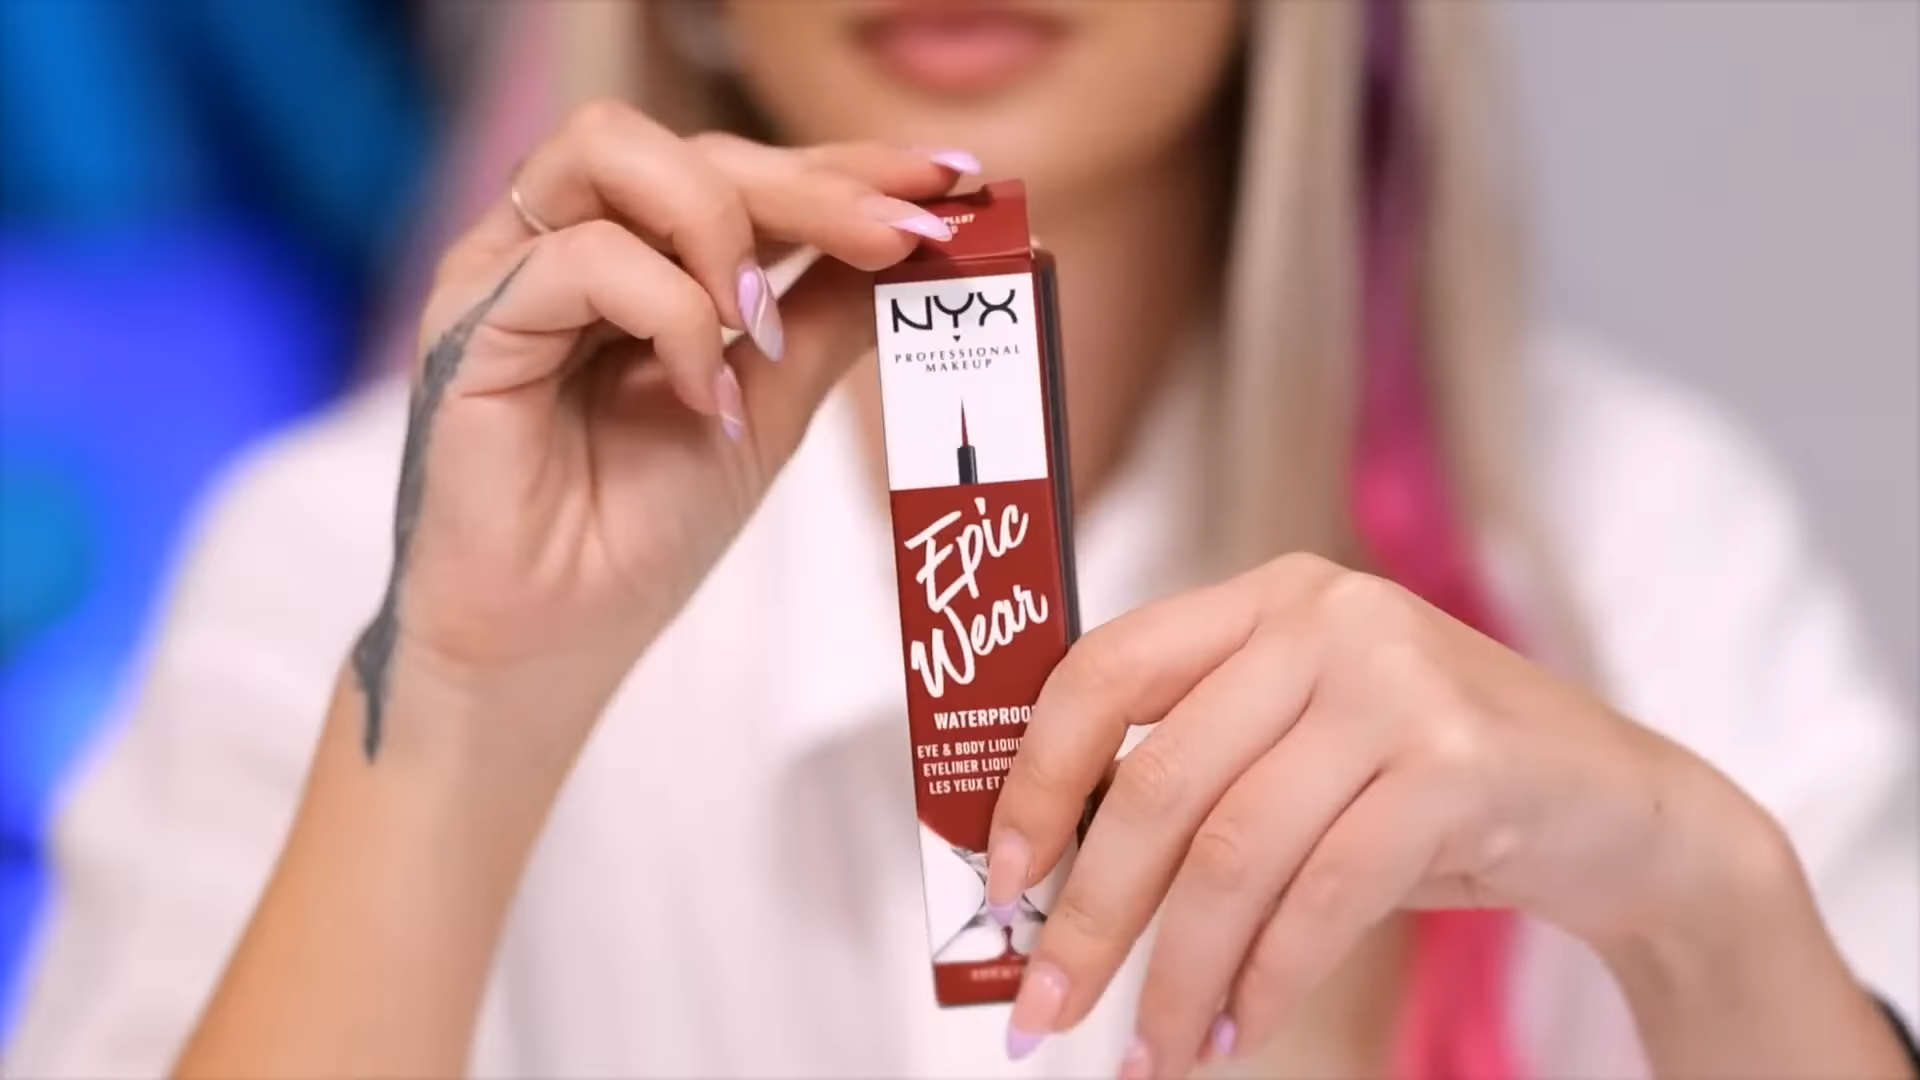 NYX
PROFESSIONAL
MAKEUP
Epic
Wear
WATERPROO
EYE & BODY LIQUI
EYELINER LIQUI
LES YEUX ET